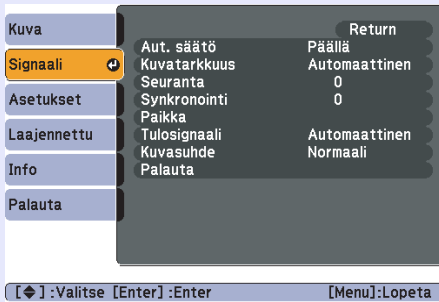 Kuva
Signaali
Asetukset
Laajennettu
Info
Palauta
Return
Aut. säätö Päällä
Kuvatarkkuus Automaattinen
Seuranta 0
Synkronointi 0
Paikka
Tulosignaali Automaattinen
Kuvasuhde Normaali
Palauta
[ ] :Valitse [Enter] :Enter [Menu]:Lopeta